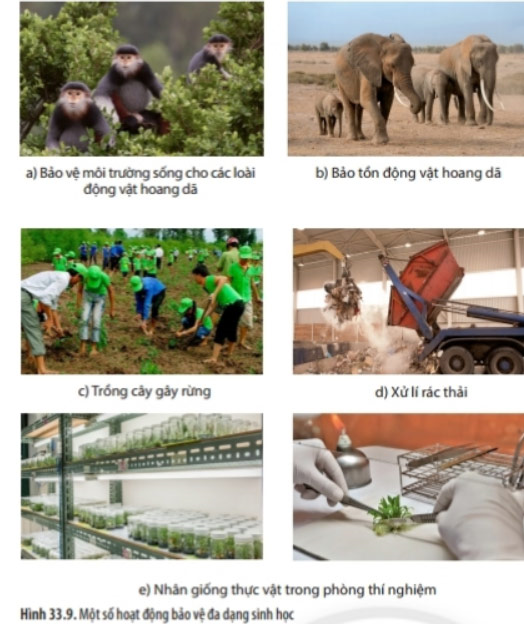 a) Bảo vệ môi trường sống cho các loài
động vật hoang dã
b) Bảo tồn động vật hoang dã
c) Trồng cây gây rừng
d) Xử lí rác thải
e) Nhân giống thực vật trong phòng thí nghiệm
Hình 33.9. Một số hoạt động bảo vệ đa dạng sinh học